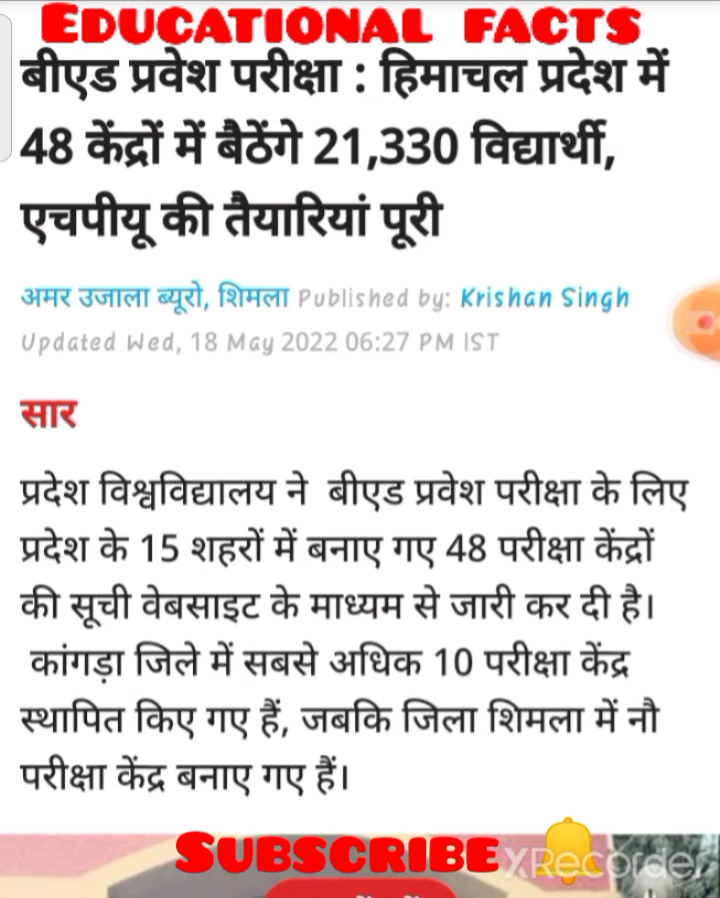 EDUCATIONAL FACTS
बीएड प्रवेश परीक्षा : हिमाचल प्रदेश में
48 केंद्रों में बैठेंगे 21,330 विद्यार्थी,
एचपीयू की तैयारियां पूरी
अमर उजाला ब्यूरो, शिमला Published by: Krishan Singh
Updated Wed, 18 May 2022 06:27 PM IST
सार
प्रदेश विश्वविद्यालय ने बीएड प्रवेश परीक्षा के लिए
प्रदेश के 15 शहरों में बनाए गए 48 परीक्षा केंद्रों
की सूची वेबसाइट के माध्यम से जारी कर दी है।
कांगड़ा जिले में सबसे अधिक 10 परीक्षा केंद्र
स्थापित किए गए हैं, जबकि जिला शिमला में नौ
परीक्षा केंद्र बनाए गए हैं।
SUBSCRIBE XRecorder